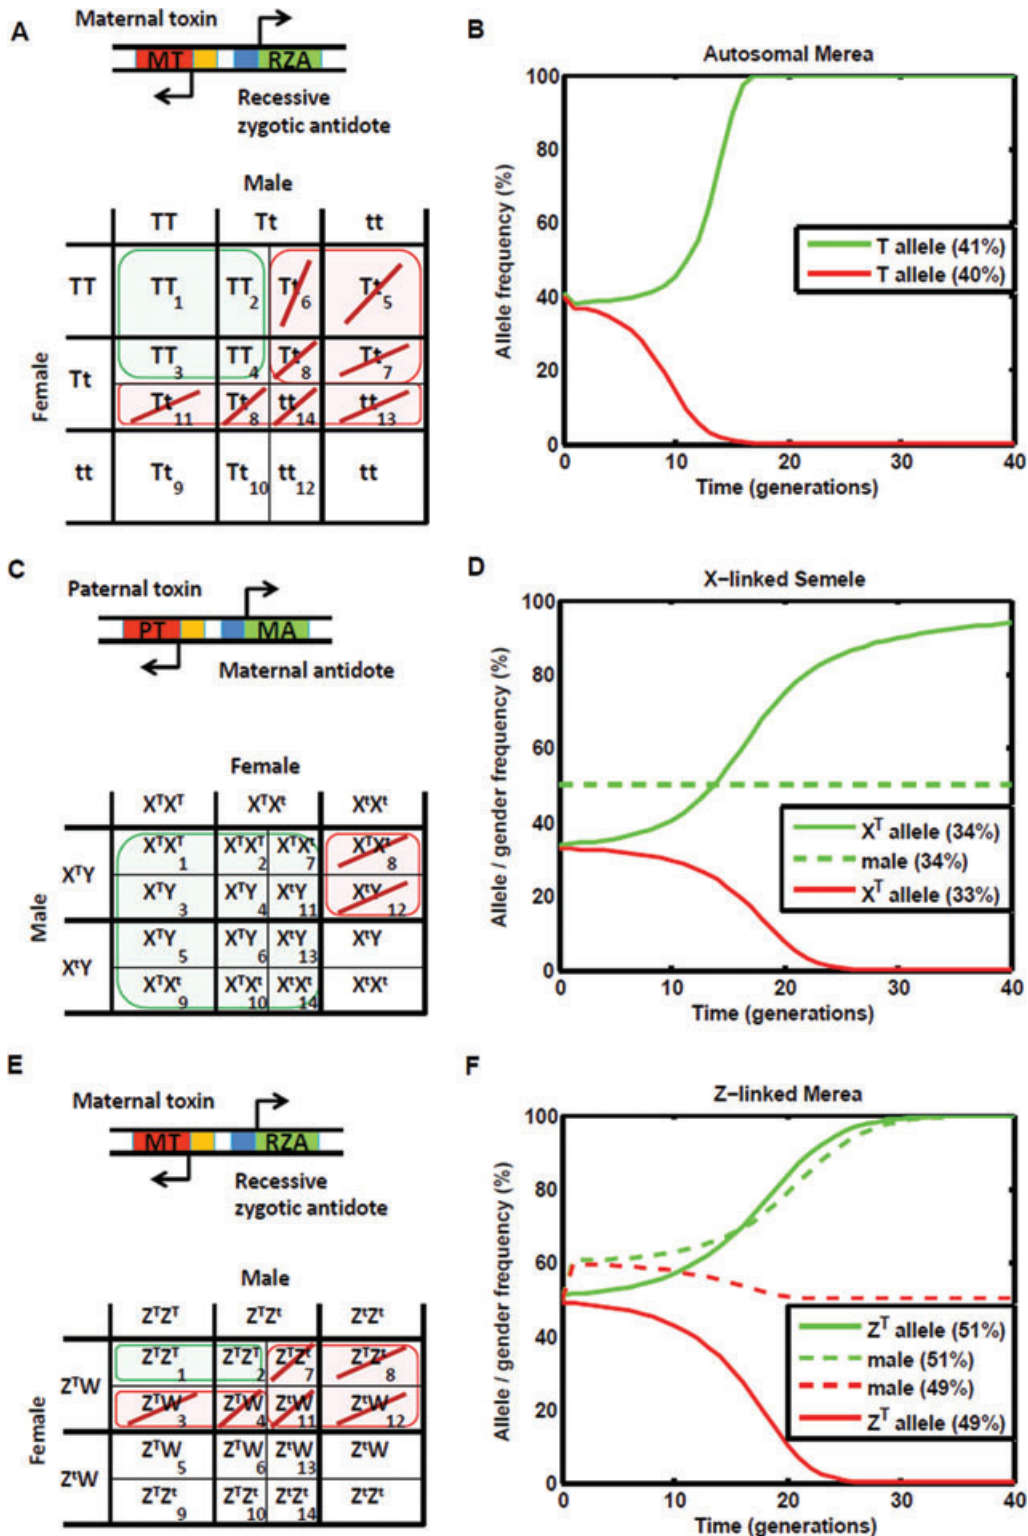 A
Maternal toxin
MT RZA
Recessive
zygotic antidote
Male
TT Tt tt
Female
TT TT1 TT2 Tt6 Tt5
Tt TT3 TT4 Tt8 Tt7
Tt11 Tt8 tt14 tt13
tt Tt9 Tt10 tt12 tt
B
Autosomal Merea
Allele frequency (%)
100
80
60
40
20
0
T allele (41%)
T allele (40%)
0 10 20 30 40
Time (generations)
C
Paternal toxin
PT MA
Maternal antidote
Female
XTXT XTXt XtXt
Male
XTY XTXT1 XTXT2 XTXt7 XTXt8
XTY3 XTY4 XtY11 XtY12
XtY XTY5 XTY6 XtY13 XtY
XTXt9 XTXt10 XtXt14 XtXt
D
X-linked Semele
Allele / gender frequency (%)
100
80
60
40
20
0
XT allele (34%)
male (34%)
XT allele (33%)
0 10 20 30 40
Time (generations)
E
Maternal toxin
MT RZA
Recessive
zygotic antidote
Male
ZTZT ZTZt ZtZt
Female
ZTW ZTZT1 ZTZT2 ZTZt7 ZTZt8
ZTW3 ZTW4 ZtW11 ZtW12
ZtW ZTW5 ZTW6 ZtW13 ZtW
ZTZt9 ZTZt10 ZtZt14 ZtZt
F
Z-linked Merea
Allele / gender frequency (%)
100
80
60
40
20
0
ZT allele (51%)
male (51%)
male (49%)
ZT allele (49%)
0 10 20 30 40
Time (generations)